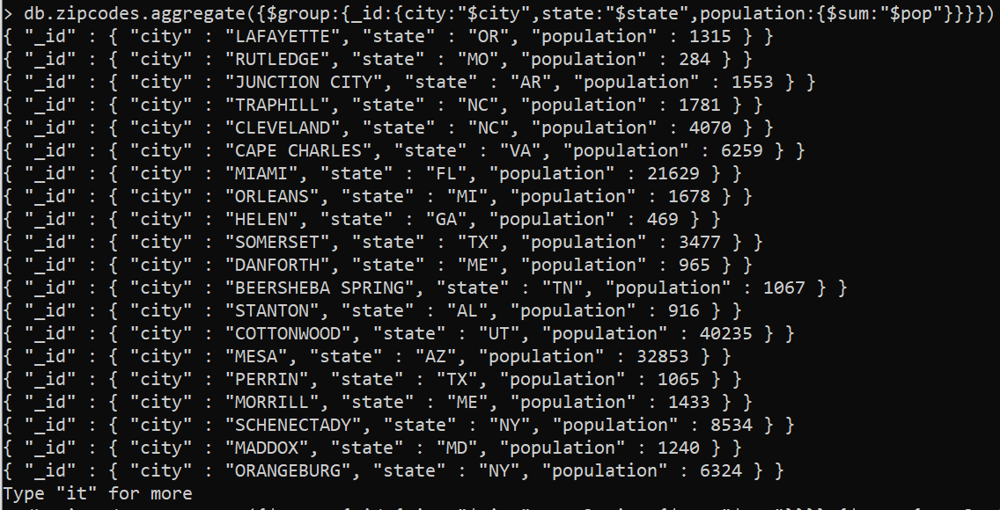 > db.zipcodes.aggregate({$group:{_id:{city:"$city",state:"$state",population:{$sum:"$pop"}}}})
{ "_id" : { "city" : "LAFAYETTE", "state" : "OR", "population" : 1315 } }
{ "_id" : { "city" : "RUTLEDGE", "state" : "MO", "population" : 284 } }
{ "_id" : { "city" : "JUNCTION CITY", "state" : "AR", "population" : 1553 } }
{ "_id" : { "city" : "TRAPHILL", "state" : "NC", "population" : 1781 } }
{ "_id" : { "city" : "CLEVELAND", "state" : "NC", "population" : 4070 } }
{ "_id" : { "city" : "CAPE CHARLES", "state" : "VA", "population" : 6259 } }
{ "_id" : { "city" : "MIAMI", "state" : "FL", "population" : 21629 } }
{ "_id" : { "city" : "ORLEANS", "state" : "MI", "population" : 1678 } }
{ "_id" : { "city" : "HELEN", "state" : "GA", "population" : 469 } }
{ "_id" : { "city" : "SOMERSET", "state" : "TX", "population" : 3477 } }
{ "_id" : { "city" : "DANFORTH", "state" : "ME", "population" : 965 } }
{ "_id" : { "city" : "BEERSHEBA SPRING", "state" : "TN", "population" : 1067 } }
{ "_id" : { "city" : "STANTON", "state" : "AL", "population" : 916 } }
{ "_id" : { "city" : "COTTONWOOD", "state" : "UT", "population" : 40235 } }
{ "_id" : { "city" : "MESA", "state" : "AZ", "population" : 32853 } }
{ "_id" : { "city" : "PERRIN", "state" : "TX", "population" : 1065 } }
{ "_id" : { "city" : "MORRILL", "state" : "ME", "population" : 1433 } }
{ "_id" : { "city" : "SCHENECTADY", "state" : "NY", "population" : 8534 } }
{ "_id" : { "city" : "MADDOX", "state" : "MD", "population" : 1240 } }
{ "_id" : { "city" : "ORANGEBURG", "state" : "NY", "population" : 6324 } }
Type "it" for more